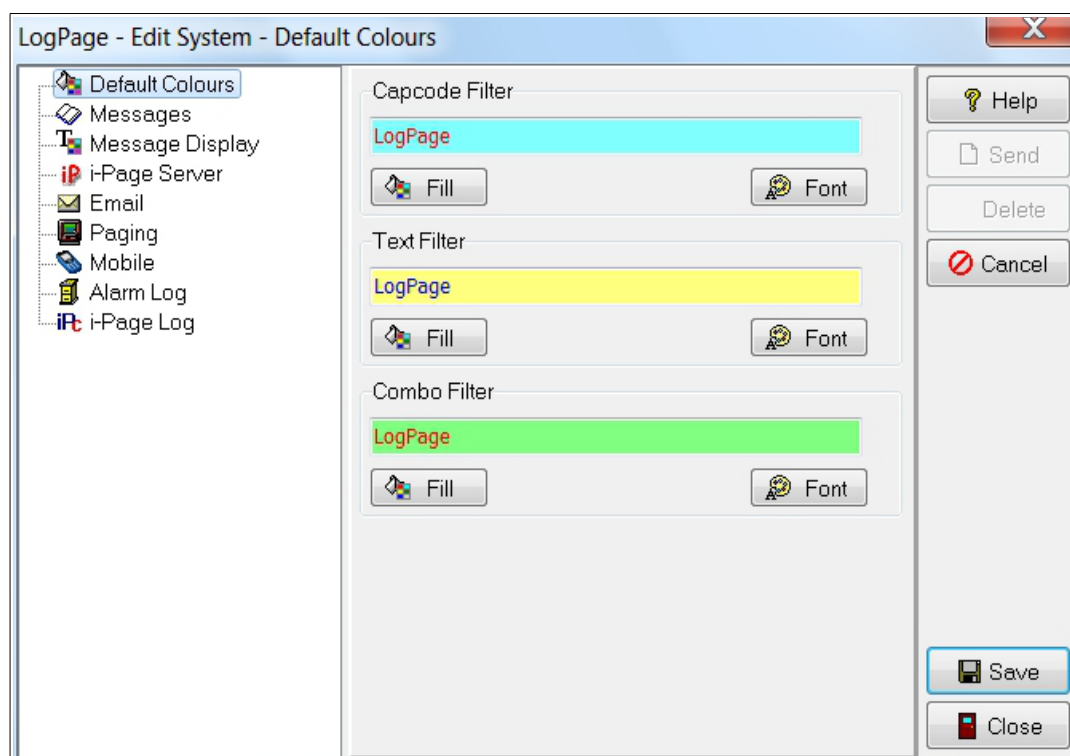 LogPage - Edit System - Default Colours
Default Colours
Messages
Message Display
i-Page Server
Email
Paging
Mobile
Alarm Log
i-Page Log
Capcode Filter
LogPage
Fill
Font
Text Filter
LogPage
Fill
Font
Combo Filter
LogPage
Fill
Font
Help
Send
Delete
Cancel
Save
Close